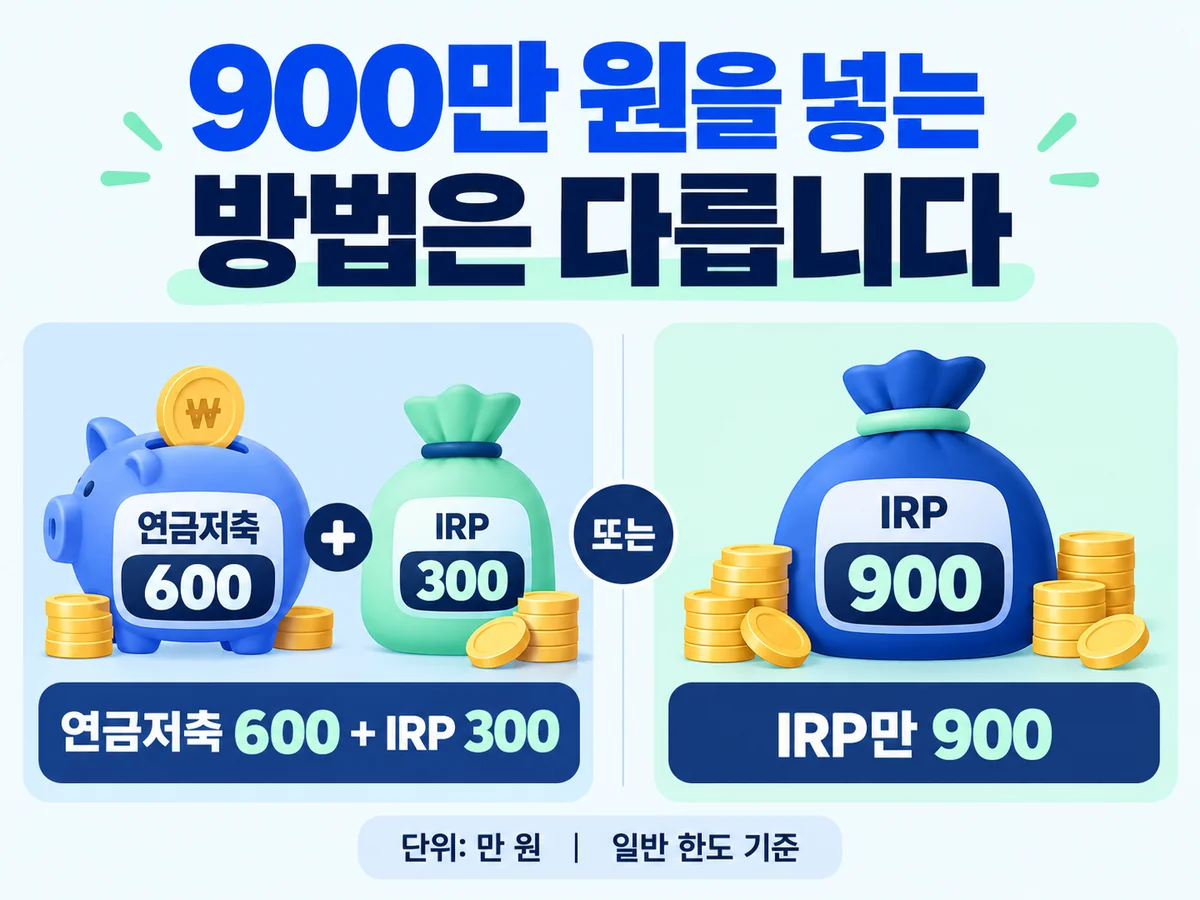 900만 원을 넣는
방법은 다릅니다
₩
연금저축
600
+
IRP
300
또는
IRP
900
연금저축 600 + IRP 300
IRP만 900
단위: 만 원 | 일반 한도 기준